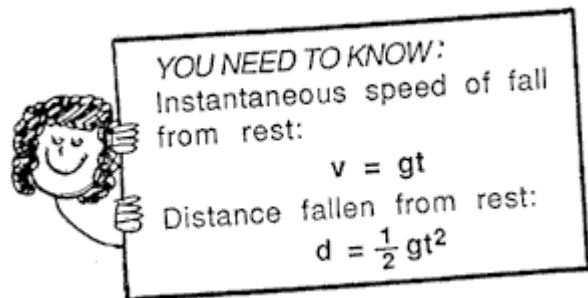 YOU NEED TO KNOW:
Instantaneous speed of fall
from rest:
v = gt
Distance fallen from rest:
d = ½ gt²